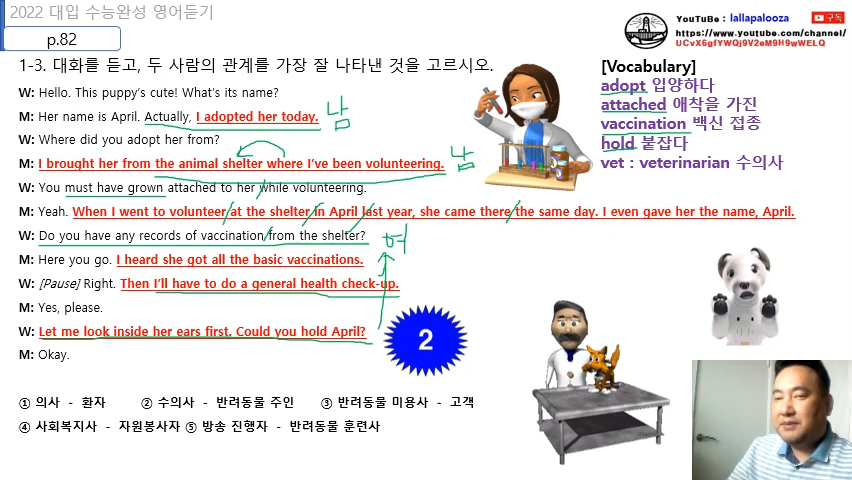 2022 대입 수능완성 영어듣기
p.82
YouTuBe : lallapalooza
구독
https://www.youtube.com/channel/
UCvX6gfYWQj9V2eM9H9wWELQ
1-3. 대화를 듣고, 두 사람의 관계를 가장 잘 나타낸 것을 고르시오.
W: Hello. This puppy's cute! What's its name?
M: Her name is April. Actually, I adopted her today.
남
W: Where did you adopt her from?
M: I brought her from the animal shelter where I've been volunteering.
남
W: You must have grown attached to her while volunteering.
M: Yeah. When I went to volunteer at the shelter in April last year, she came there the same day. I even gave her the name, April.
W: Do you have any records of vaccination from the shelter?
여
M: Here you go. I heard she got all the basic vaccinations.
W: [Pause] Right. Then I'll have to do a general health check-up.
M: Yes, please.
W: Let me look inside her ears first. Could you hold April?
M: Okay.
2
① 의사 - 환자 ② 수의사 - 반려동물 주인 ③ 반려동물 미용사 - 고객
④ 사회복지사 - 자원봉사자 ⑤ 방송 진행자 - 반려동물 훈련사
[Vocabulary]
adopt 입양하다
attached 애착을 가진
vaccination 백신 접종
hold 붙잡다
vet : veterinarian 수의사